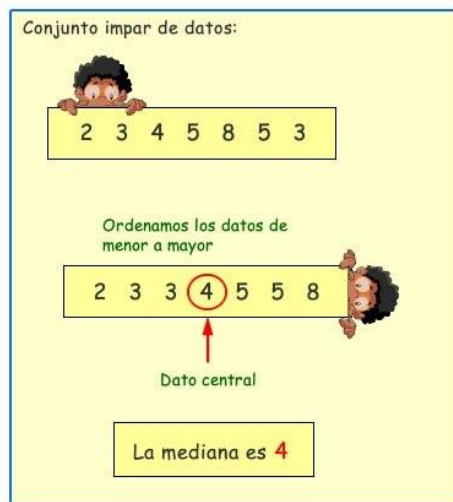 Conjunto impar de datos:
2 3 4 5 8 5 3
Ordenamos los datos de
menor a mayor
2 3 3 4 5 5 8
Dato central
La mediana es 4